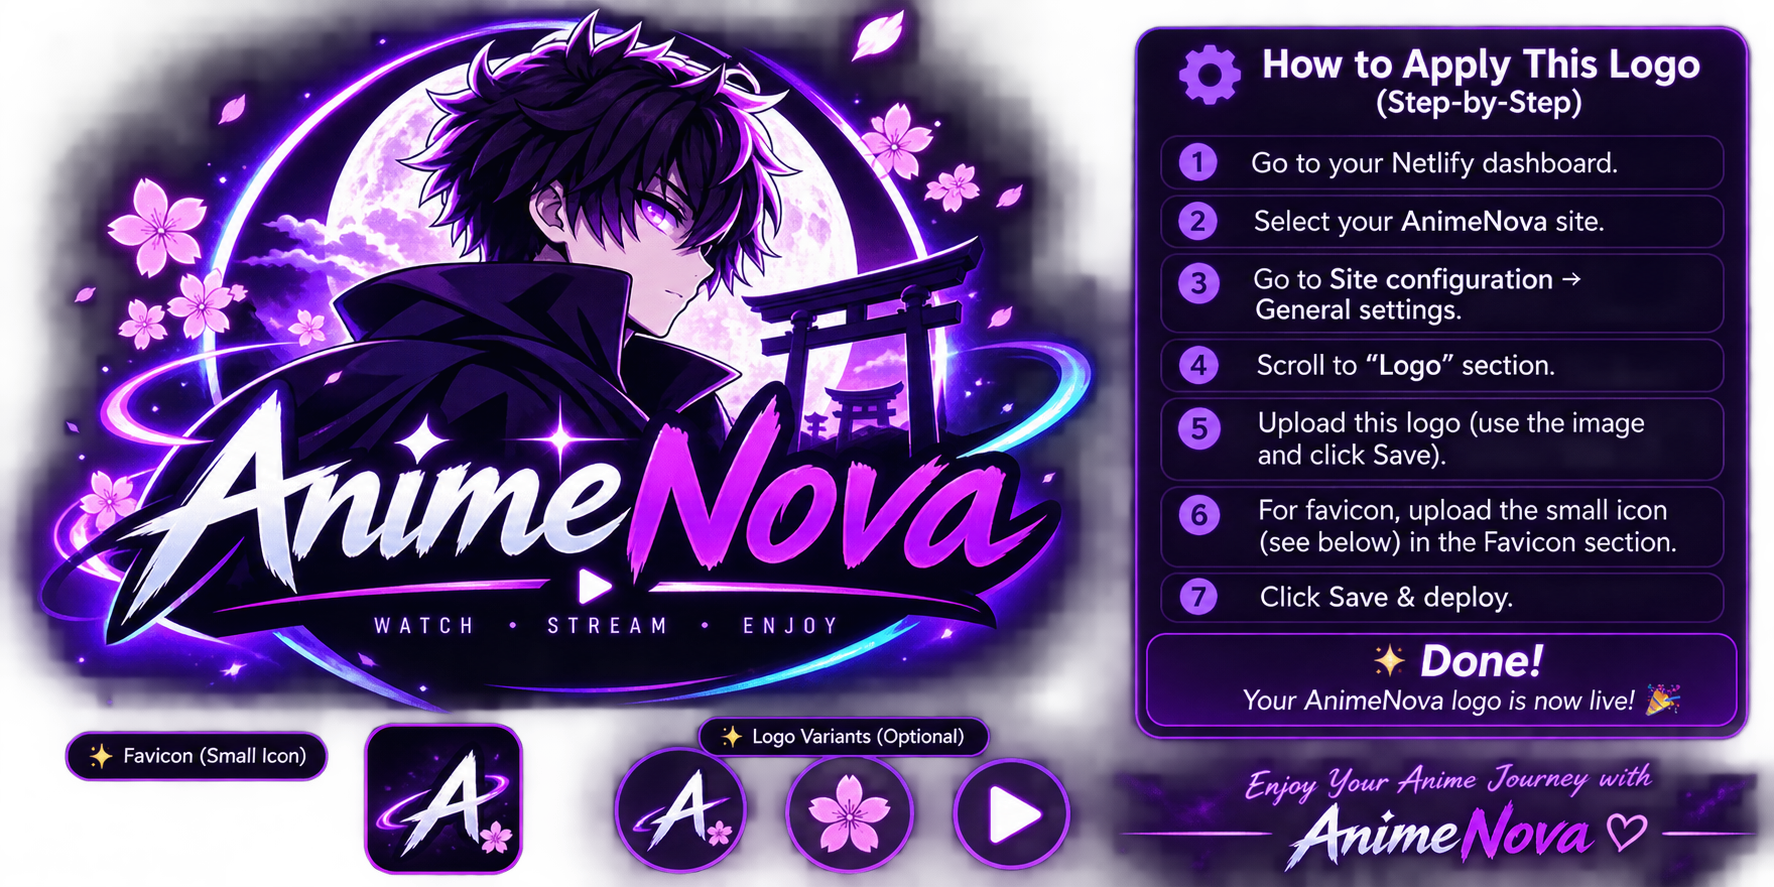 AnimeNova
WATCH • STREAM • ENJOY
Favicon (Small Icon)
A
Logo Variants (Optional)
A
How to Apply This Logo
(Step-by-Step)
1 Go to your Netlify dashboard.
2 Select your AnimeNova site.
3 Go to Site configuration →
General settings.
4 Scroll to “Logo” section.
5 Upload this logo (use the image
and click Save).
6 For favicon, upload the small icon
(see below) in the Favicon section.
7 Click Save & deploy.
✨ Done!
Your AnimeNova logo is now live! 🎉
Enjoy Your Anime Journey with
AnimeNova ♡